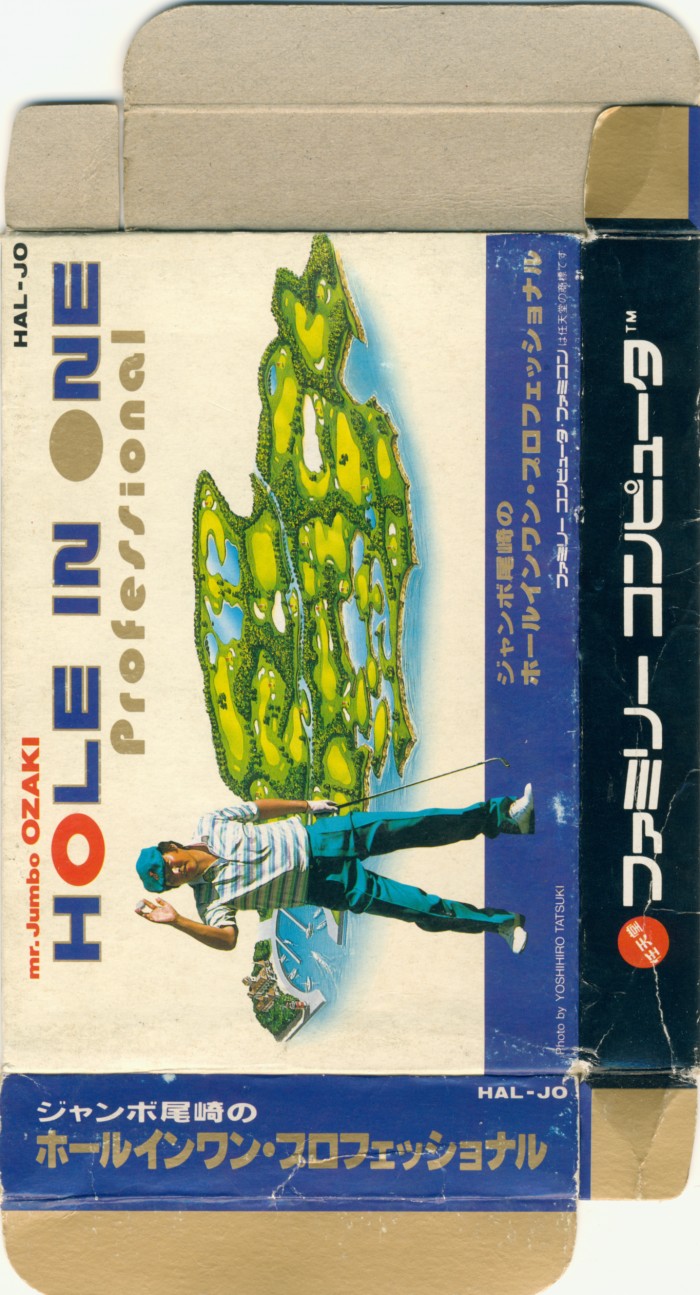 HAL-JO
mr. Jumbo OZAKI
HOLE IN ONE
Professional
ジャンボ尾崎の
ホールインワン・プロフェッショナル
ファミリーコンピュータ・ファミコンは任天堂の商標です
Photo by YOSHIHIRO TATSUKI
ファミリー コンピュータ™
HAL-JO
ジャンボ尾崎の
ホールインワン・プロフェッショナル